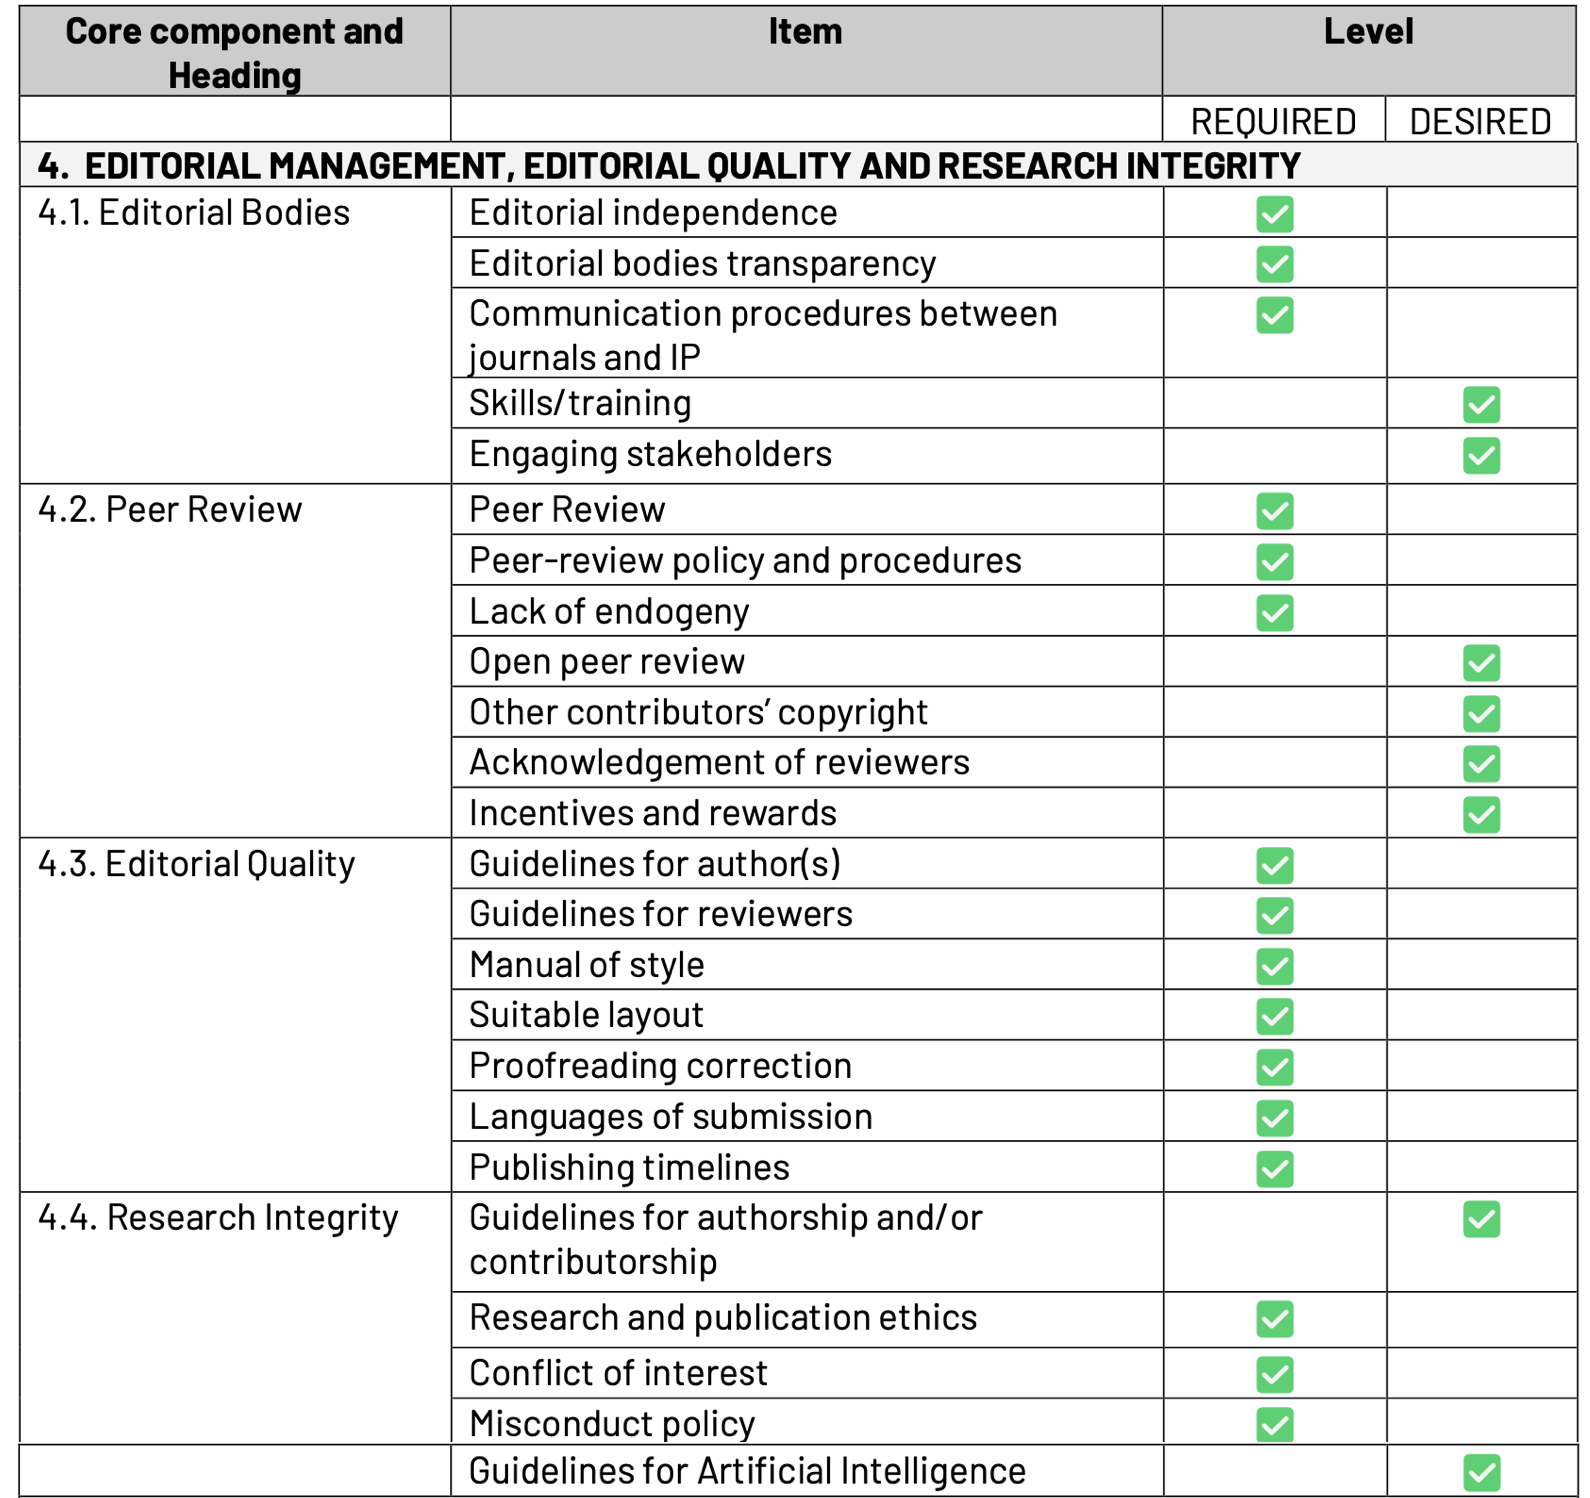 Core component and
Heading
Item
Level
REQUIRED
DESIRED
4. EDITORIAL MANAGEMENT, EDITORIAL QUALITY AND RESEARCH INTEGRITY
4.1. Editorial Bodies
Editorial independence
Editorial bodies transparency
Communication procedures between
journals and IP
Skills/training
Engaging stakeholders
4.2. Peer Review
Peer Review
Peer-review policy and procedures
Lack of endogeny
Open peer review
Other contributors’ copyright
Acknowledgement of reviewers
Incentives and rewards
4.3. Editorial Quality
Guidelines for author(s)
Guidelines for reviewers
Manual of style
Suitable layout
Proofreading correction
Languages of submission
Publishing timelines
4.4. Research Integrity
Guidelines for authorship and/or
contributorship
Research and publication ethics
Conflict of interest
Misconduct policy
Guidelines for Artificial Intelligence